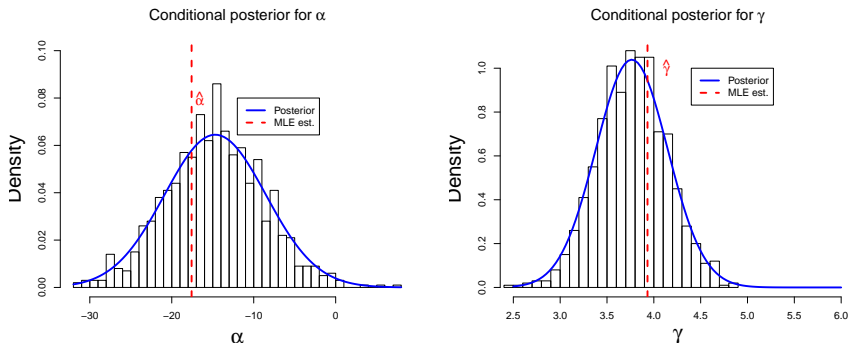 Conditional posterior for α
Density
0.00
0.02
0.04
0.06
0.08
0.10
−30
−20
−10
0
α
α̂
Posterior
MLE est.
Conditional posterior for γ
Density
0.0
0.2
0.4
0.6
0.8
1.0
2.5
3.0
3.5
4.0
4.5
5.0
5.5
6.0
γ
γ̂
Posterior
MLE est.